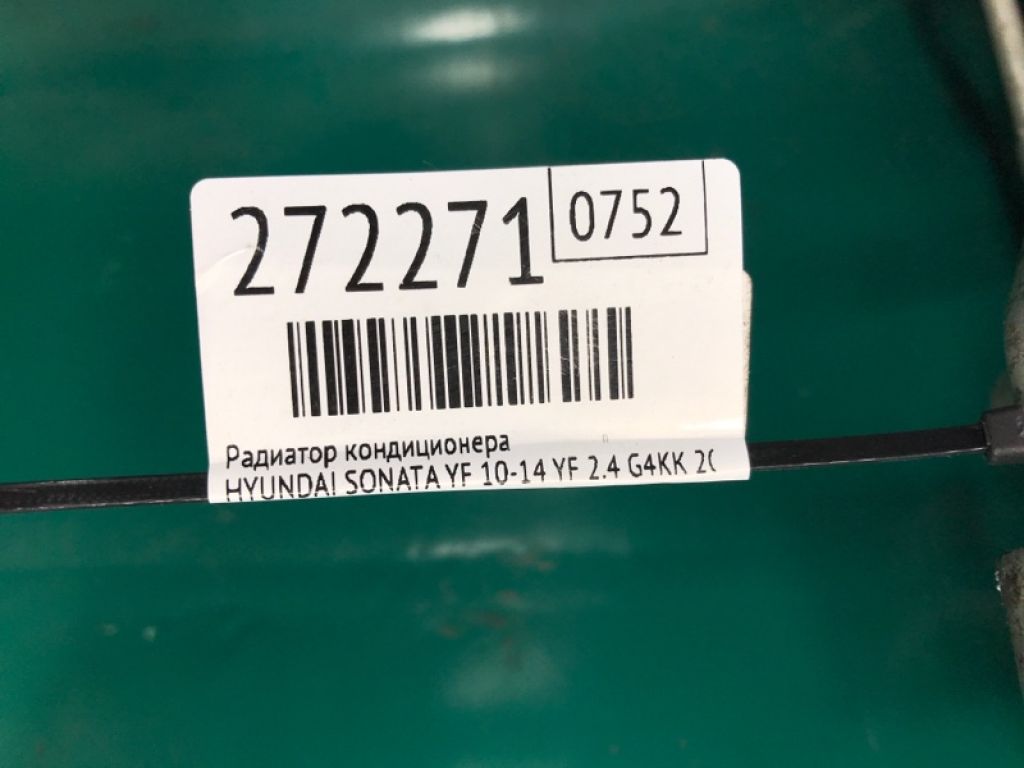 272271 0752
Радиатор кондиционера
HYUNDAI SONATA YF 10-14 YF 2.4 G4KK